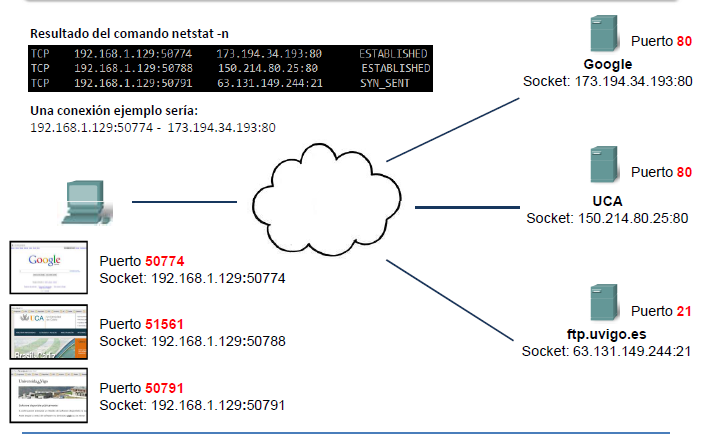 Resultado del comando netstat -n
TCP 192.168.1.129:50774 173.194.34.193:80 ESTABLISHED
TCP 192.168.1.129:50788 150.214.80.25:80 ESTABLISHED
TCP 192.168.1.129:50791 63.131.149.244:21 SYN_SENT
Una conexión ejemplo sería:
192.168.1.129:50774 - 173.194.34.193:80
Puerto 80
Google
Socket: 173.194.34.193:80
Puerto 80
UCA
Socket: 150.214.80.25:80
Puerto 21
ftp.uvigo.es
Socket: 63.131.149.244:21
Google
Puerto 50774
Socket: 192.168.1.129:50774
UCA
Puerto 51561
Socket: 192.168.1.129:50788
Puerto 50791
Socket: 192.168.1.129:50791